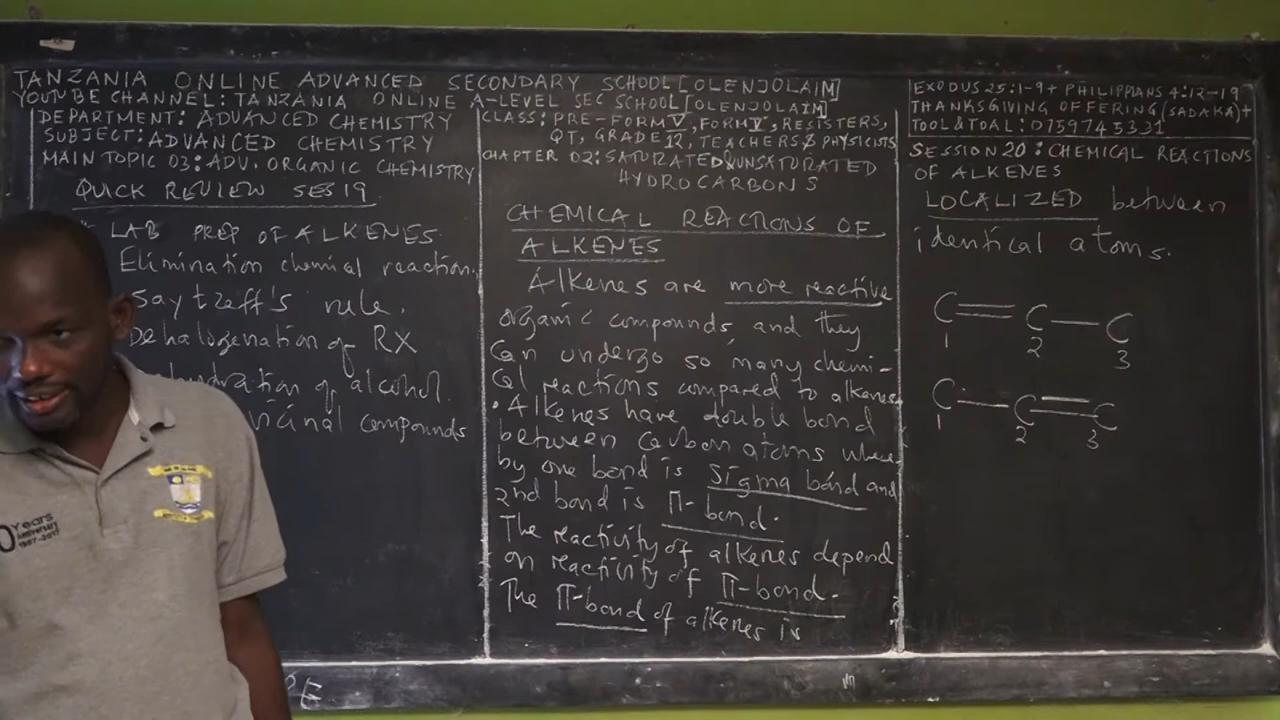 TANZANIA ONLINE ADVANCED SECONDARY SCHOOL [OLENJOLAIM]
YOUTUBE CHANNEL: TANZANIA ONLINE A-LEVEL SEC SCHOOL [OLENJOLAIM]
DEPARTMENT: ADVANCED CHEMISTRY
SUBJECT: ADVANCED CHEMISTRY
MAIN TOPIC 03: ADV. ORGANIC CHEMISTRY
QUICK REVIEW SES 19
LAB PREP OF ALKENES.
Elimination chemial reaction.
Saytzeff's rule.
Dehalogenation of RX
of alcohol.
compounds
CLASS: PRE-FORM V, FORM V, RESISTERS,
QT, GRADE 12, TEACHERS & PHYSICISTS
CHAPTER 02: SATURATED & UNSATURATED
HYDROCARBONS
CHEMICAL REACTIONS OF
ALKENES
Alkenes are more reactive
organic compounds, and they
can undergo so many chemi-
cal reactions compared to alkenes
• Alkenes have double bond
between carbon atoms where
by one bond is sigma bond and
2nd bond is π-bond.
The reactivity of alkenes depend
on reactivity of π-bond.
The π-bond of alkenes is
EXODUS 25:1-9 + PHILIPPIANS 4:12-19
THANKSGIVING OFFERING (SADAKA) +
TOOL & TOAL: 0759745331
SESSION 20: CHEMICAL REACTIONS
OF ALKENES
LOCALIZED between
identical atoms.
C=C-C
1 2 3
C-C=C
1 2 3
10 Years
Anniversary